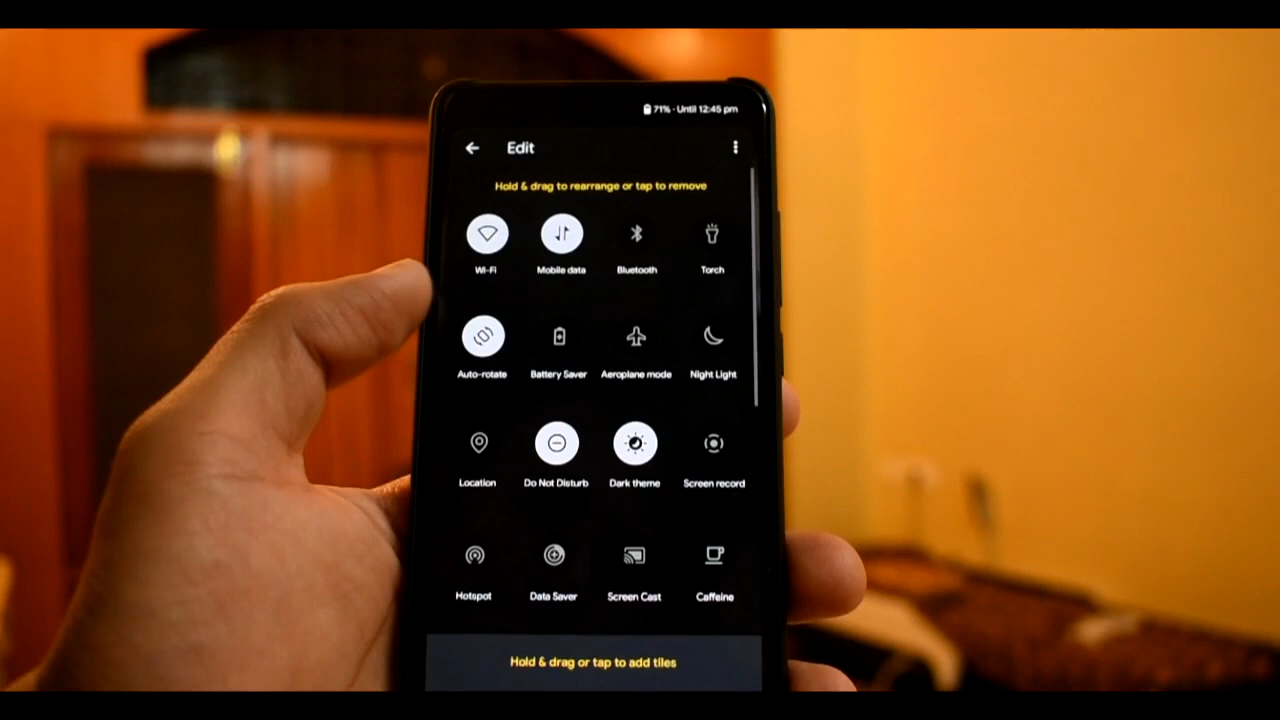 71% · Until 12:45 pm
Edit
Hold & drag to rearrange or tap to remove
Wi-Fi Mobile data Bluetooth Torch
Auto-rotate Battery Saver Aeroplane mode Night Light
Location Do Not Disturb Dark theme Screen record
Hotspot Data Saver Screen Cast Caffeine
Hold & drag or tap to add tiles